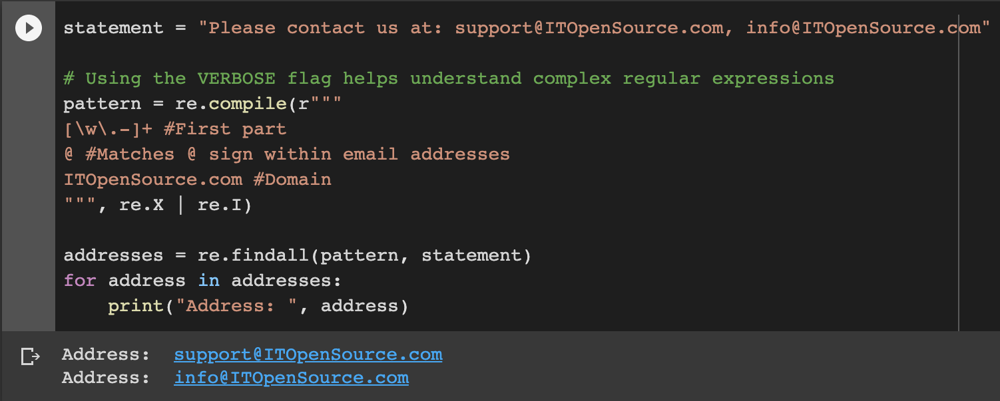 statement = "Please contact us at: support@ITOpenSource.com, info@ITOpenSource.com"
# Using the VERBOSE flag helps understand complex regular expressions
pattern = re.compile(r"""
[\w\.-]+ #First part
@ #Matches @ sign within email addresses
ITOpenSource.com #Domain
""", re.X | re.I)
addresses = re.findall(pattern, statement)
for address in addresses:
    print("Address: ", address)
Address:  support@ITOpenSource.com
Address:  info@ITOpenSource.com